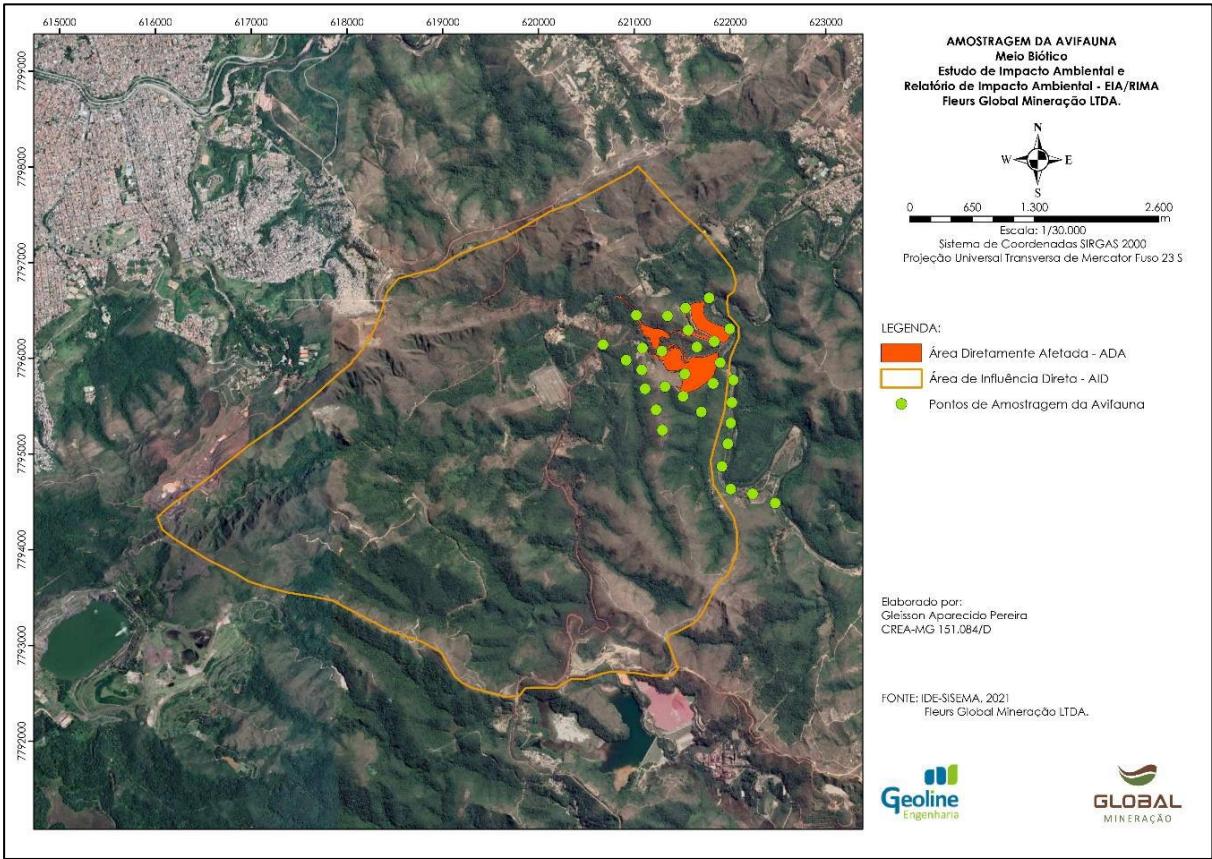 615000 616000 617000 618000 619000 620000 621000 622000 623000
7799000
7798000
7797000
7796000
7795000
7794000
7793000
7792000
AMOSTRAGEM DA AVIFAUNA
Meio Biótico
Estudo de Impacto Ambiental e
Relatório de Impacto Ambiental - EIA/RIMA
Fleurs Global Mineração LTDA.
N
W E
S
0 650 1.300 2.600
m
Escala: 1/30.000
Sistema de Coordenadas SIRGAS 2000
Projeção Universal Transversa de Mercator Fuso 23 S
LEGENDA:
Área Diretamente Afetada - ADA
Área de Influência Direta - AID
Pontos de Amostragem da Avifauna
Elaborado por:
Gleisson Aparecido Pereira
CREA-MG 151.084/D
FONTE: IDE-SISEMA, 2021
Fleurs Global Mineração LTDA.
Geoline
Engenharia
GLOBAL
MINERAÇÃO